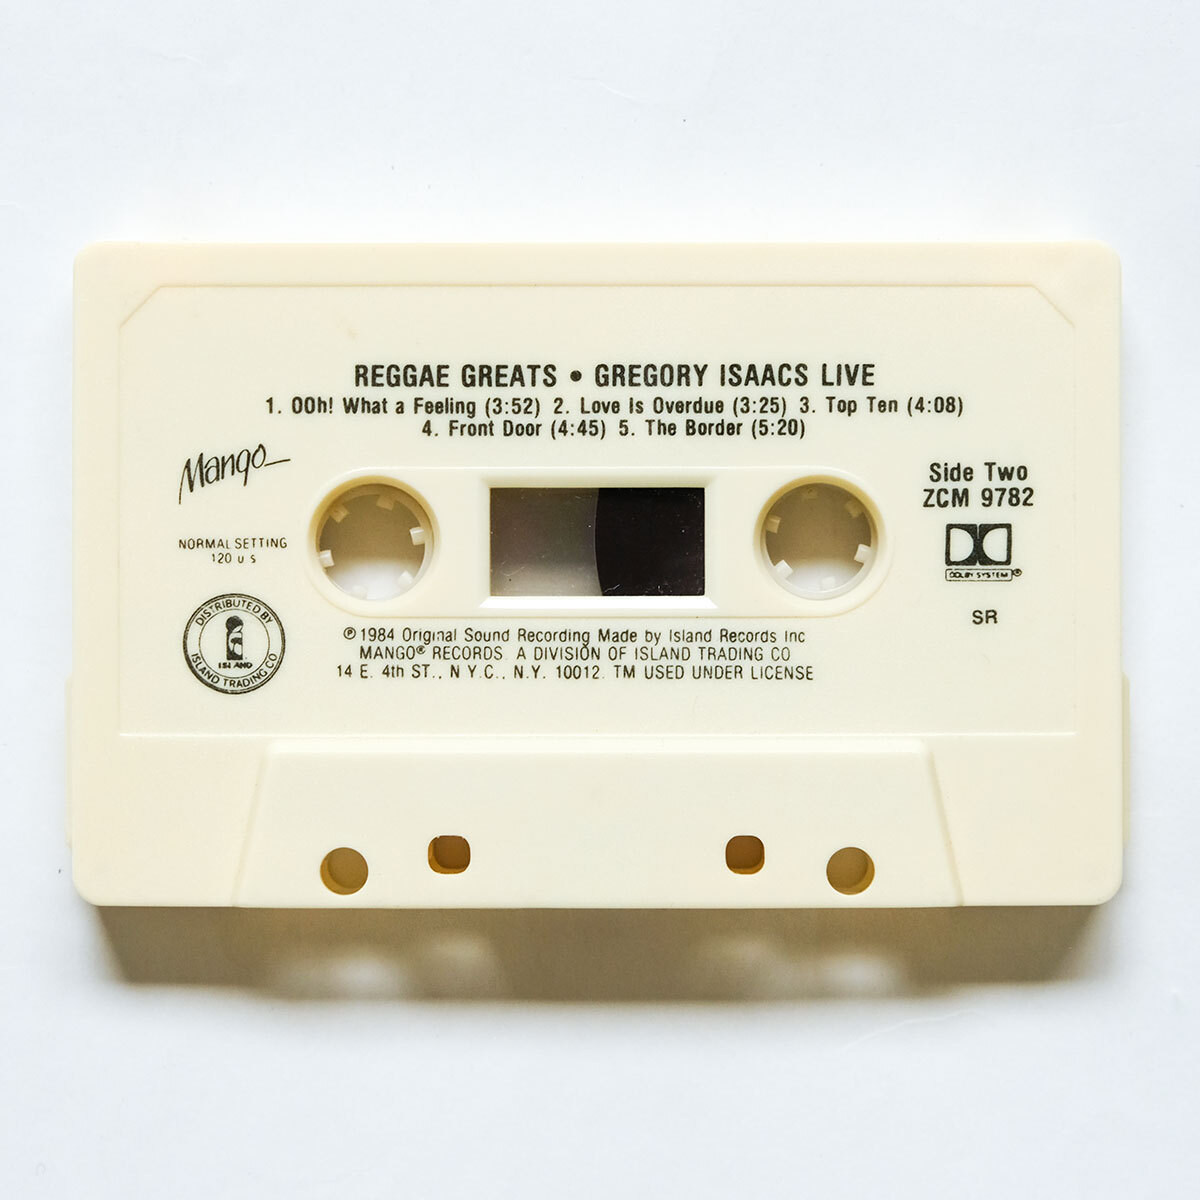 REGGAE GREATS • GREGORY ISAACS LIVE
1. OOh! What a Feeling (3:52) 2. Love Is Overdue (3:25) 3. Top Ten (4:08)
4. Front Door (4:45) 5. The Border (5:20)
Mango
NORMAL SETTING
120 u s
DISTRIBUTED BY
ISLAND
ISLAND TRADING CO
Side Two
ZCM 9782
DOLBY SYSTEM®
SR
℗ 1984 Original Sound Recording Made by Island Records Inc
MANGO® RECORDS. A DIVISION OF ISLAND TRADING CO
14 E. 4th ST., N.Y.C., N.Y. 10012. TM USED UNDER LICENSE